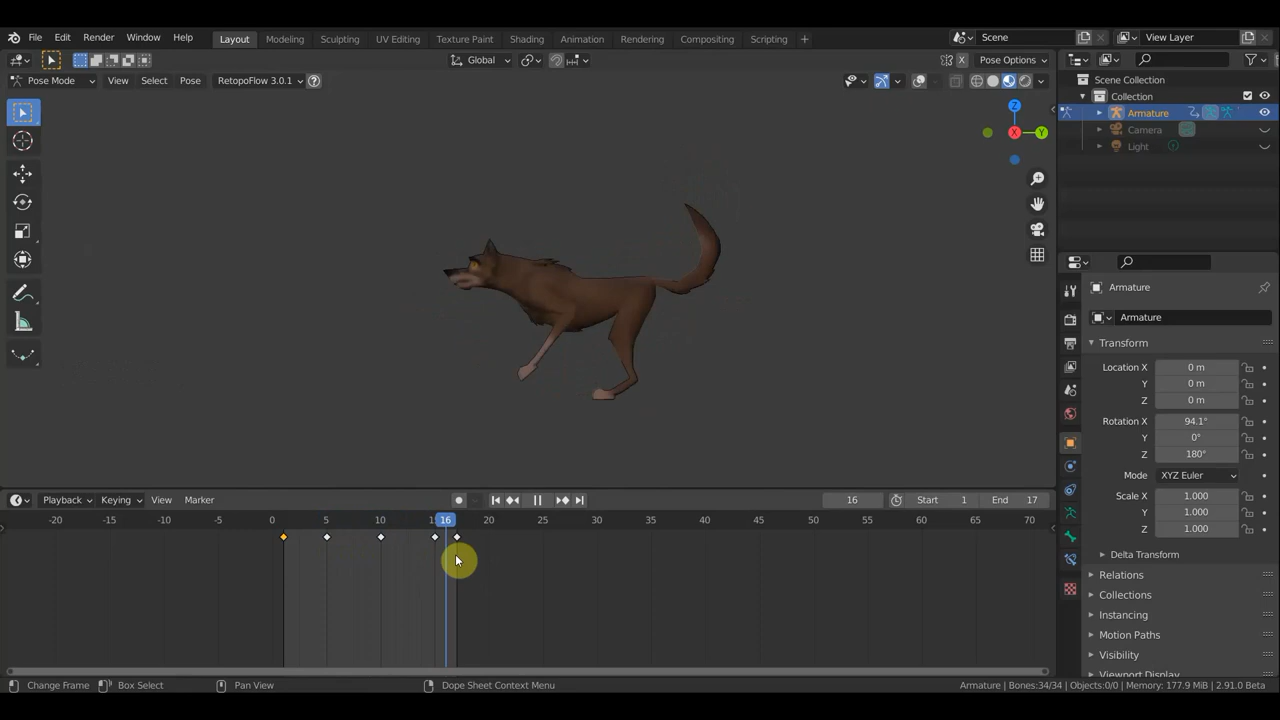 File Edit Render Window Help Layout Modeling Sculpting UV Editing Texture Paint Shading Animation Rendering Compositing Scripting + Scene View Layer
Global Pose Options
Pose Mode View Select Pose RetopoFlow 3.0.1
Scene Collection
Collection
Armature
Camera
Light
Z
X
Y
Armature
Armature
Transform
Location X 0 m
Y 0 m
Z 0 m
Rotation X 94.1°
Y 0°
Z 180°
Mode XYZ Euler
Scale X 1.000
Y 1.000
Z 1.000
Delta Transform
Relations
Collections
Instancing
Motion Paths
Visibility
Viewport Display
Playback Keying View Marker 16 Start 1 End 17
-20 -15 -10 -5 0 5 10 16 20 25 30 35 40 45 50 55 60 65 70
Change Frame Box Select Pan View Dope Sheet Context Menu Armature | Bones:34/34 | Objects:0/0 | Memory: 177.9 MiB | 2.91.0 Beta